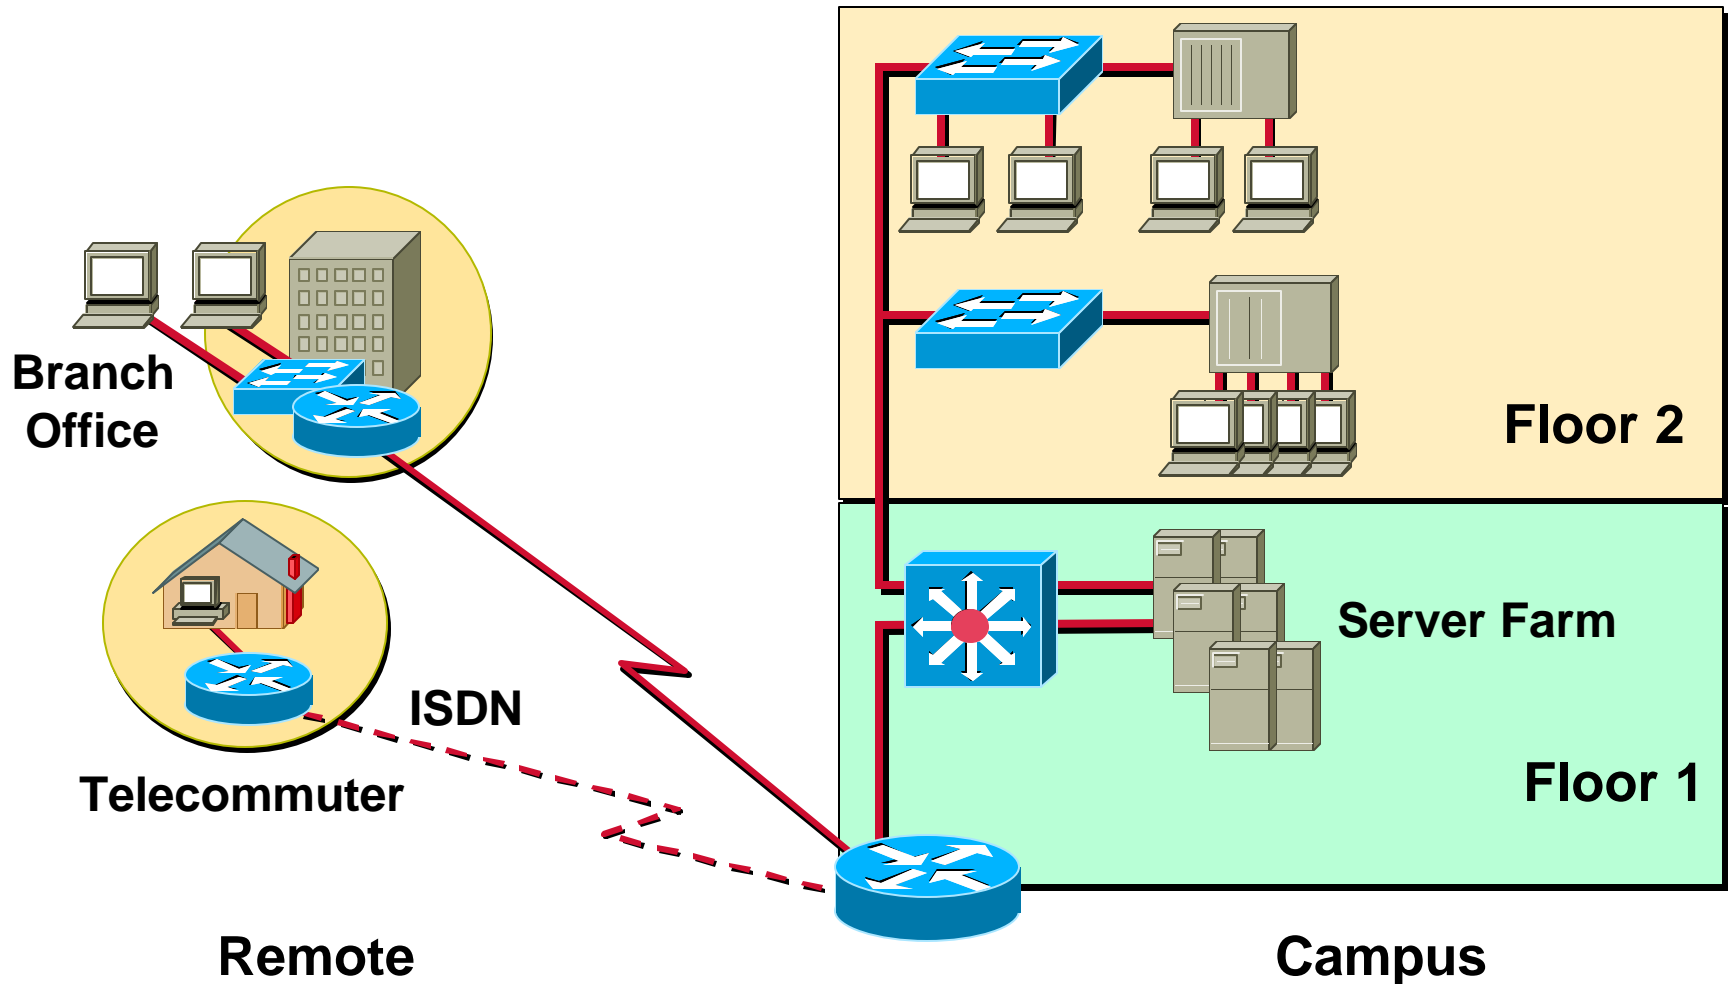 Branch
Office
ISDN
Telecommuter
Remote
Floor 2
Server Farm
Floor 1
Campus